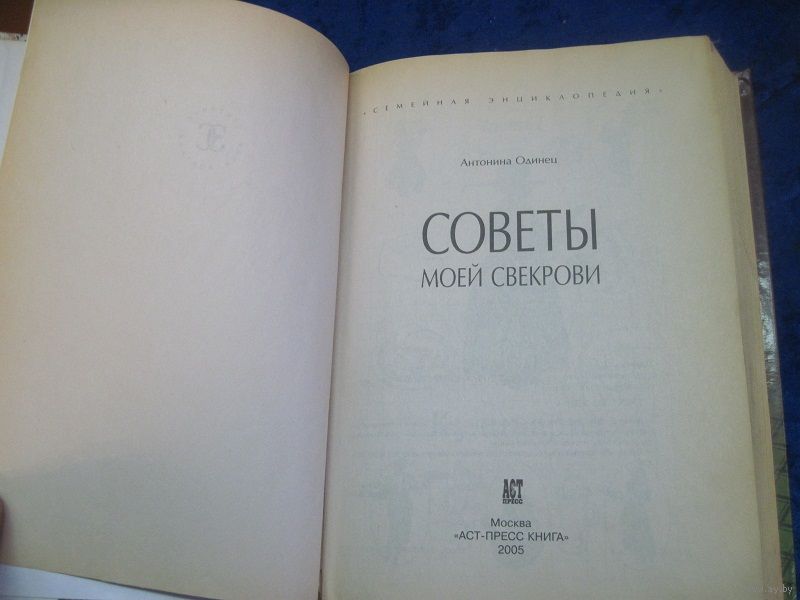 «СЕМЕЙНАЯ ЭНЦИКЛОПЕДИЯ»
Антонина Одинец
СОВЕТЫ
МОЕЙ СВЕКРОВИ
АСТ
ПРЕСС
Москва
«АСТ-ПРЕСС КНИГА»
2005